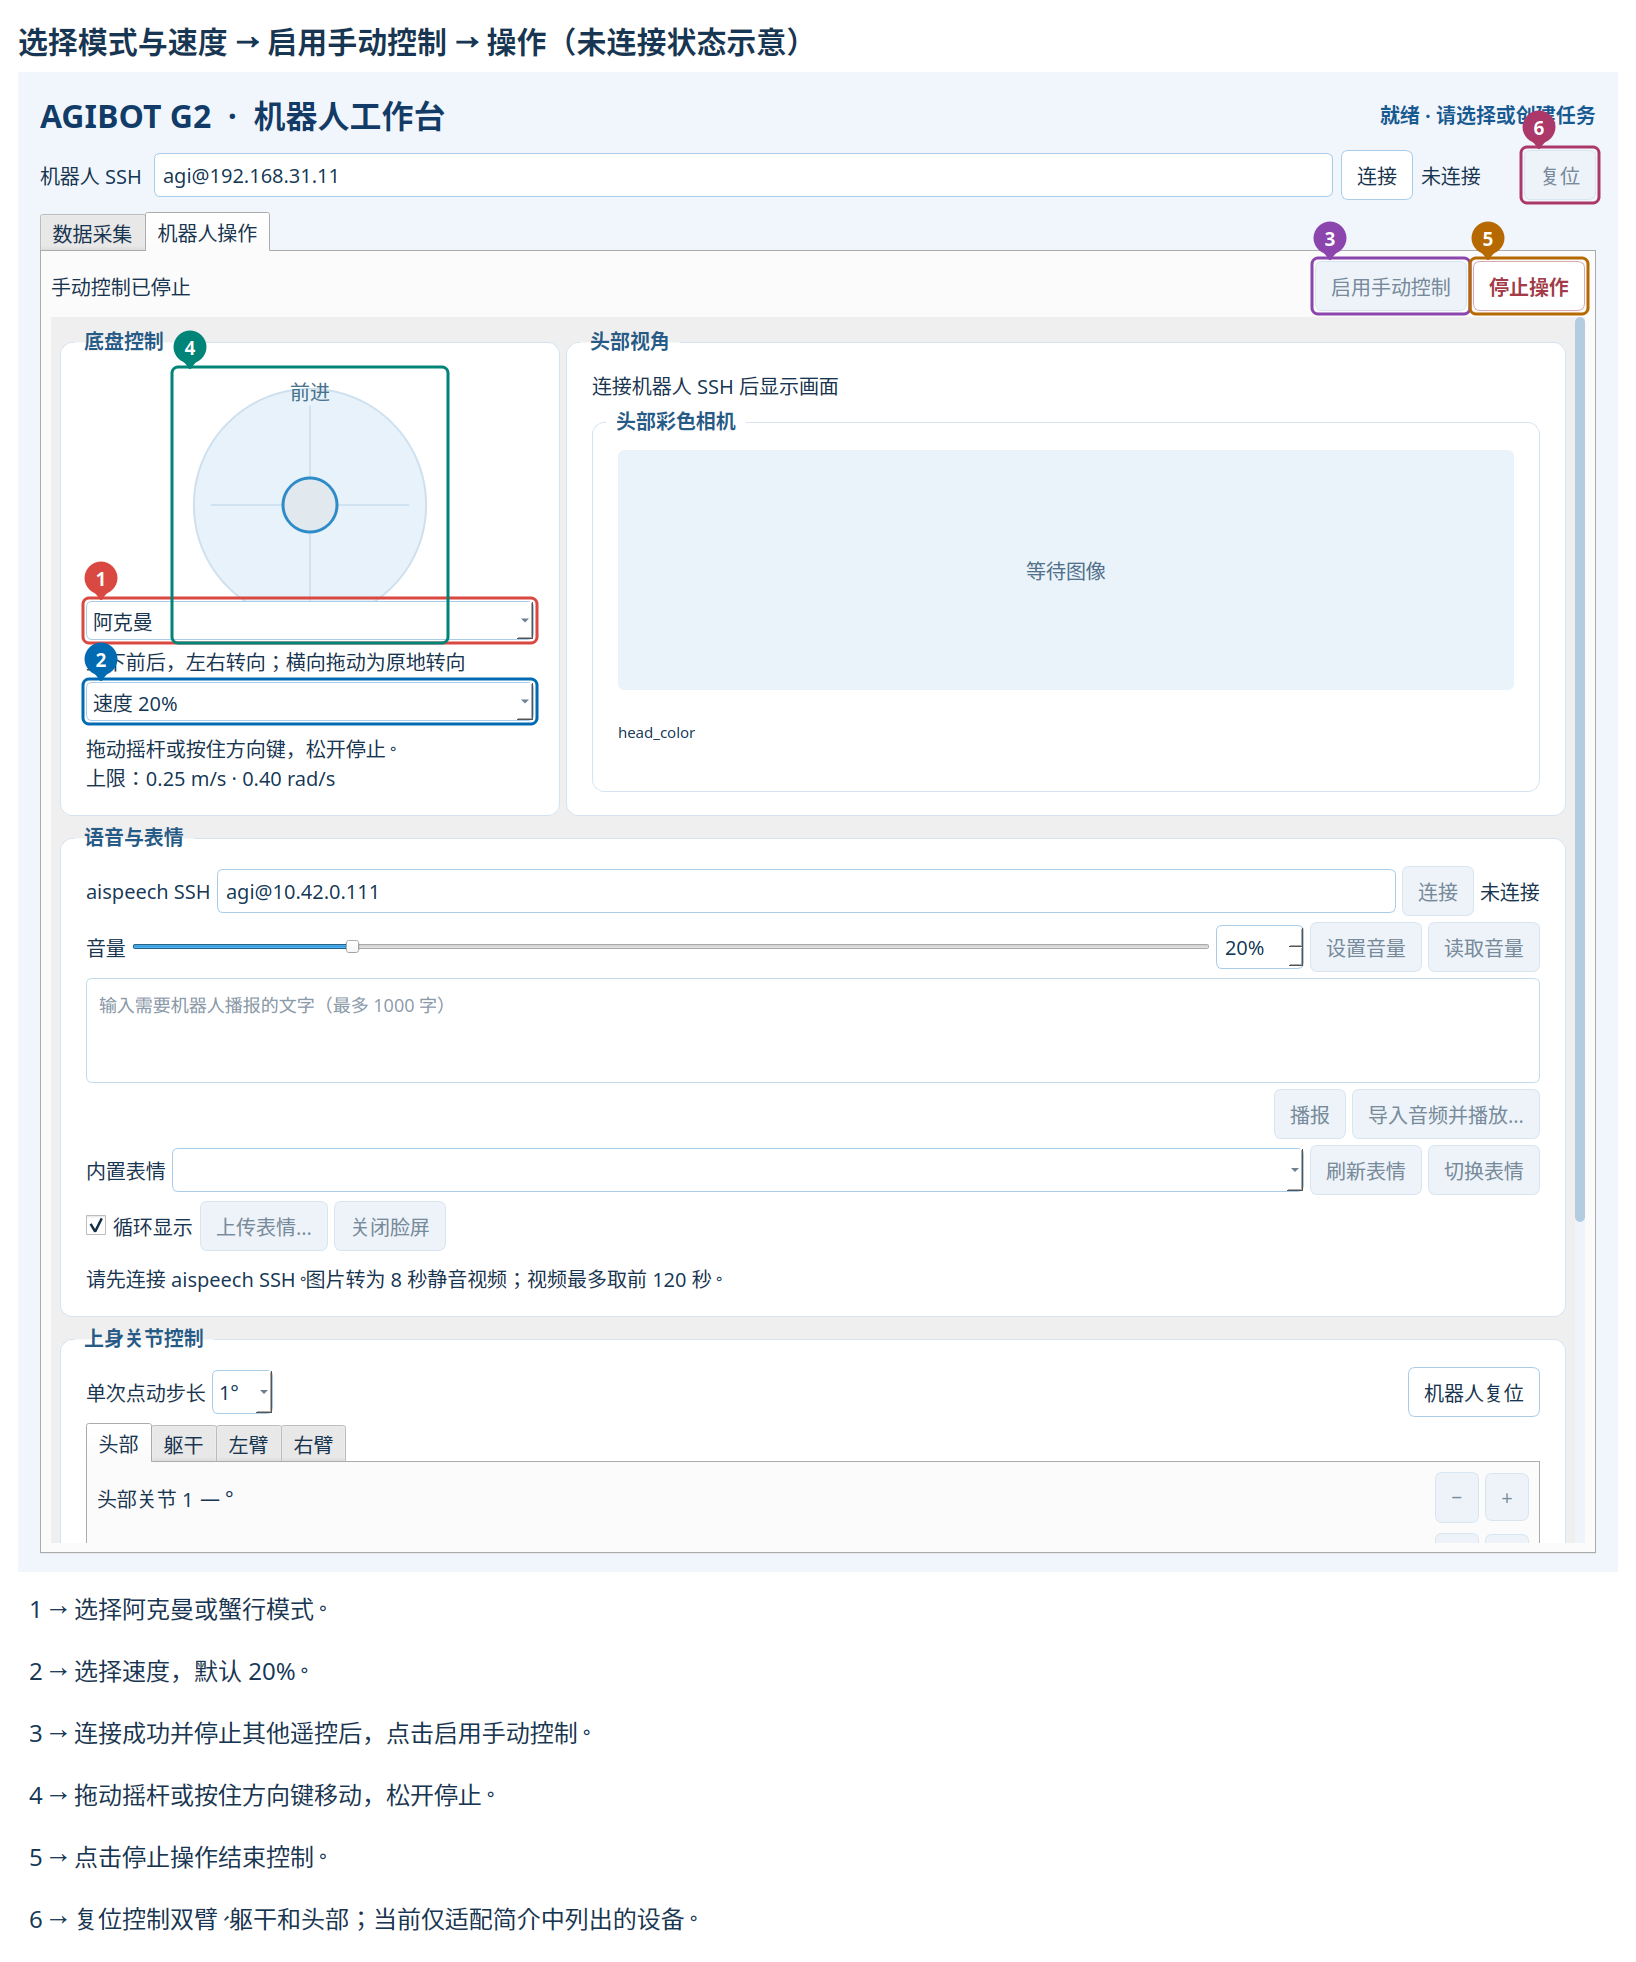 选择模式与速度 → 启用手动控制 → 操作（未连接状态示意）
AGIBOT G2 · 机器人工作台
就绪 · 请选择或创建任务
6
机器人 SSH agi@192.168.31.11 连接 未连接 复位
数据采集 机器人操作
3 5
手动控制已停止 启用手动控制 停止操作
底盘控制 4
前进
1
阿克曼
2 下前后，左右转向；横向拖动为原地转向
速度 20%
拖动摇杆或按住方向键，松开停止。
上限：0.25 m/s · 0.40 rad/s
头部视角
连接机器人 SSH 后显示画面
头部彩色相机
等待图像
head_color
语音与表情
aispeech SSH agi@10.42.0.111 连接 未连接
音量 20% 设置音量 读取音量
输入需要机器人播报的文字（最多 1000 字）
播报 导入音频并播放...
内置表情 刷新表情 切换表情
循环显示 上传表情... 关闭脸屏
请先连接 aispeech SSH。图片转为 8 秒静音视频；视频最多取前 120 秒。
上身关节控制
单次点动步长 1° 机器人复位
头部 躯干 左臂 右臂
头部关节 1 — ° − +
1 → 选择阿克曼或蟹行模式。
2 → 选择速度，默认 20%。
3 → 连接成功并停止其他遥控后，点击启用手动控制。
4 → 拖动摇杆或按住方向键移动，松开停止。
5 → 点击停止操作结束控制。
6 → 复位控制双臂、躯干和头部；当前仅适配简介中列出的设备。